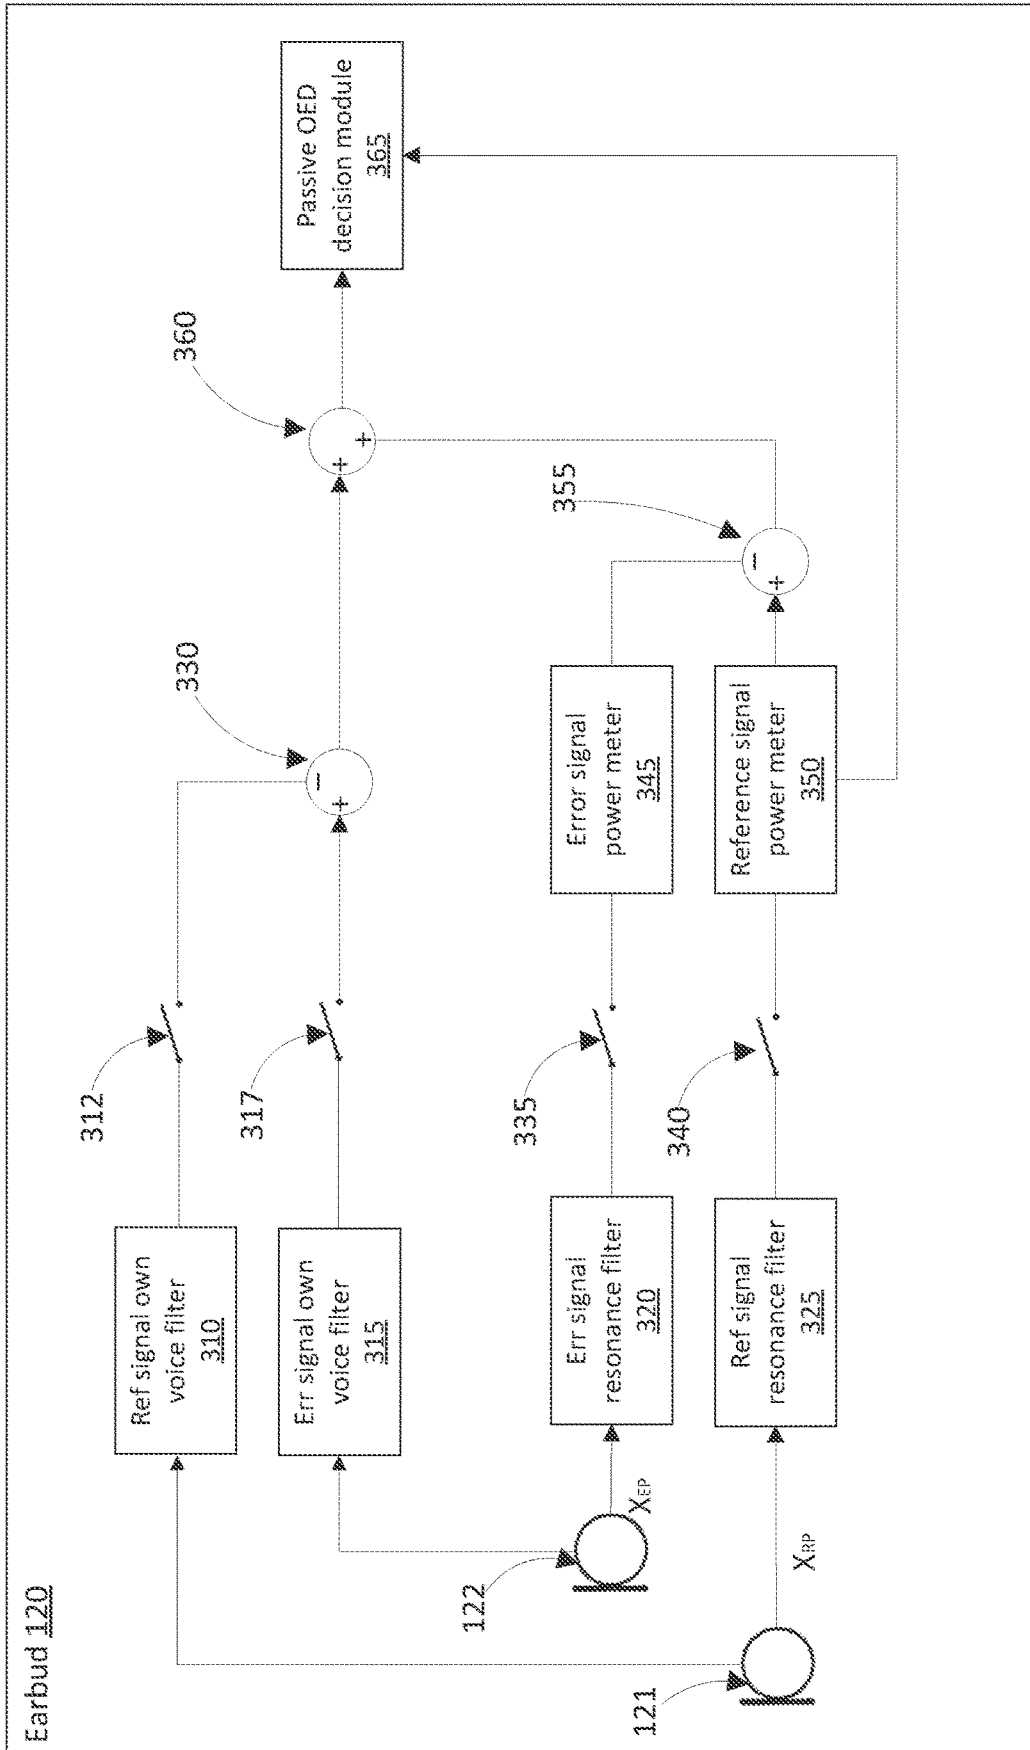 Earbud 120
121
X_RP
122
X_EP
Ref signal own
voice filter
310
Err signal own
voice filter
315
Err signal
resonance filter
320
Ref signal
resonance filter
325
312
317
335
340
Error signal
power meter
345
Reference signal
power meter
350
330
−
+
355
−
+
360
+
+
Passive OED
decision module
365